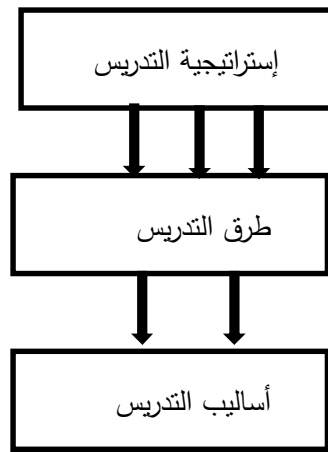 إستراتيجية التدريس
طرق التدريس
أساليب التدريس